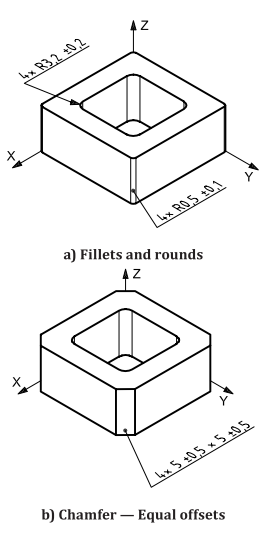 Z
4× R3,2 ±0,2
X
Y
4× R0,5 ±0,1
a) Fillets and rounds
Z
X
Y
4× 5 ±0,5 × 5 ±0,5
b) Chamfer — Equal offsets